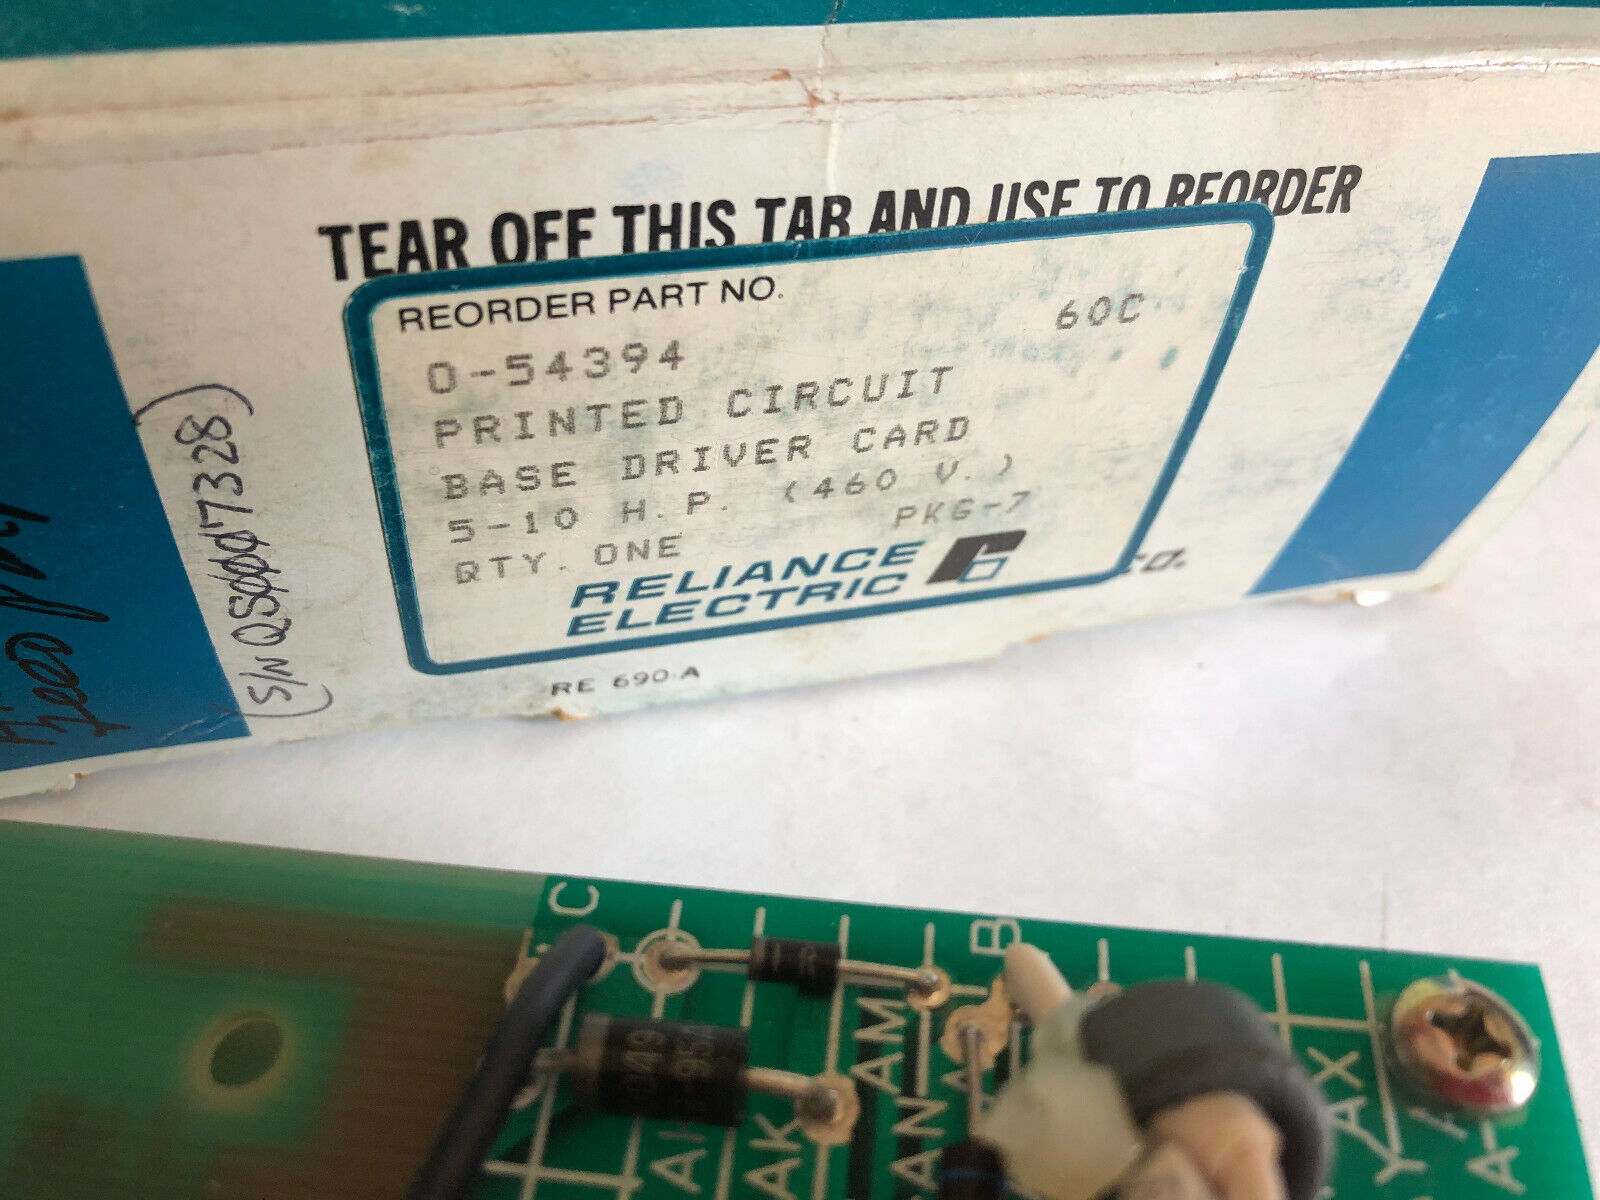 TEAR OFF THIS TAB AND USE TO REORDER
REORDER PART NO.
60C
0-54394
PRINTED CIRCUIT
BASE DRIVER CARD
5-10 H.P. (460 V.)
QTY. ONE PKG-7
RELIANCE
ELECTRIC
CO.
RE 690-A
C
B
AM
AN
AK
AX
Y
A